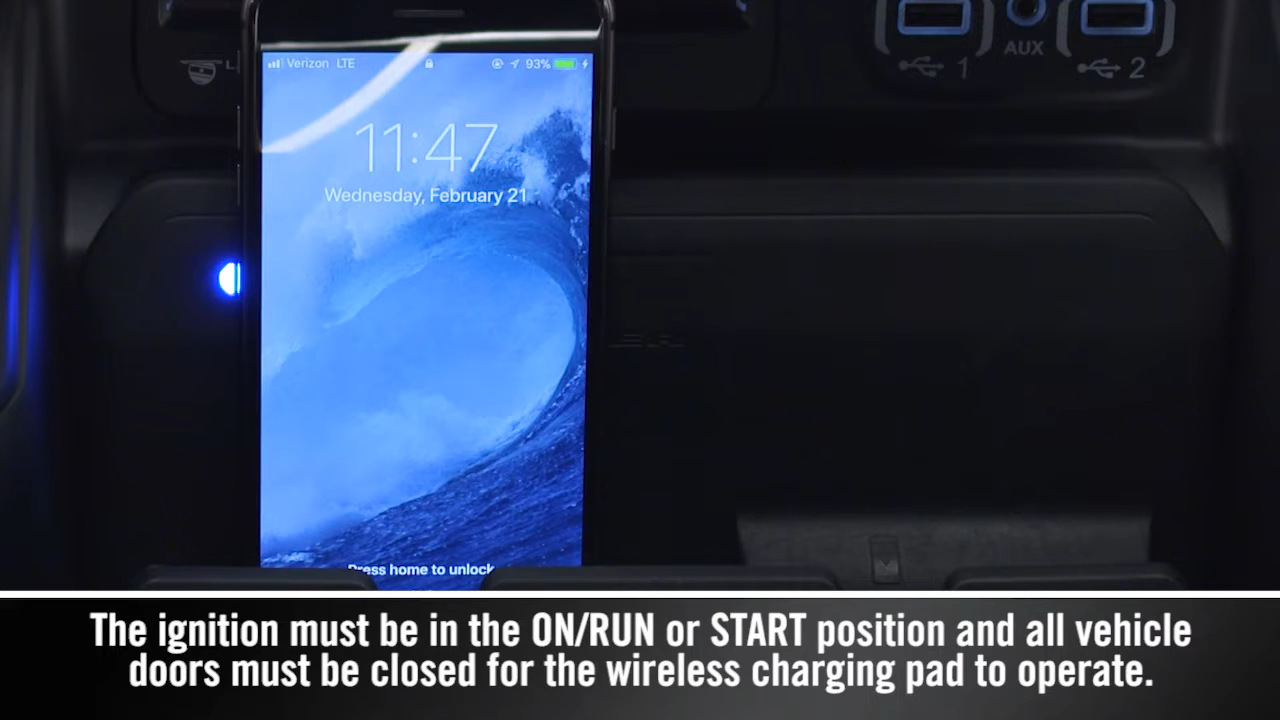 Verizon LTE 93%
AUX
1
2
11:47
Wednesday, February 21
Press home to unlock
The ignition must be in the ON/RUN or START position and all vehicle
doors must be closed for the wireless charging pad to operate.